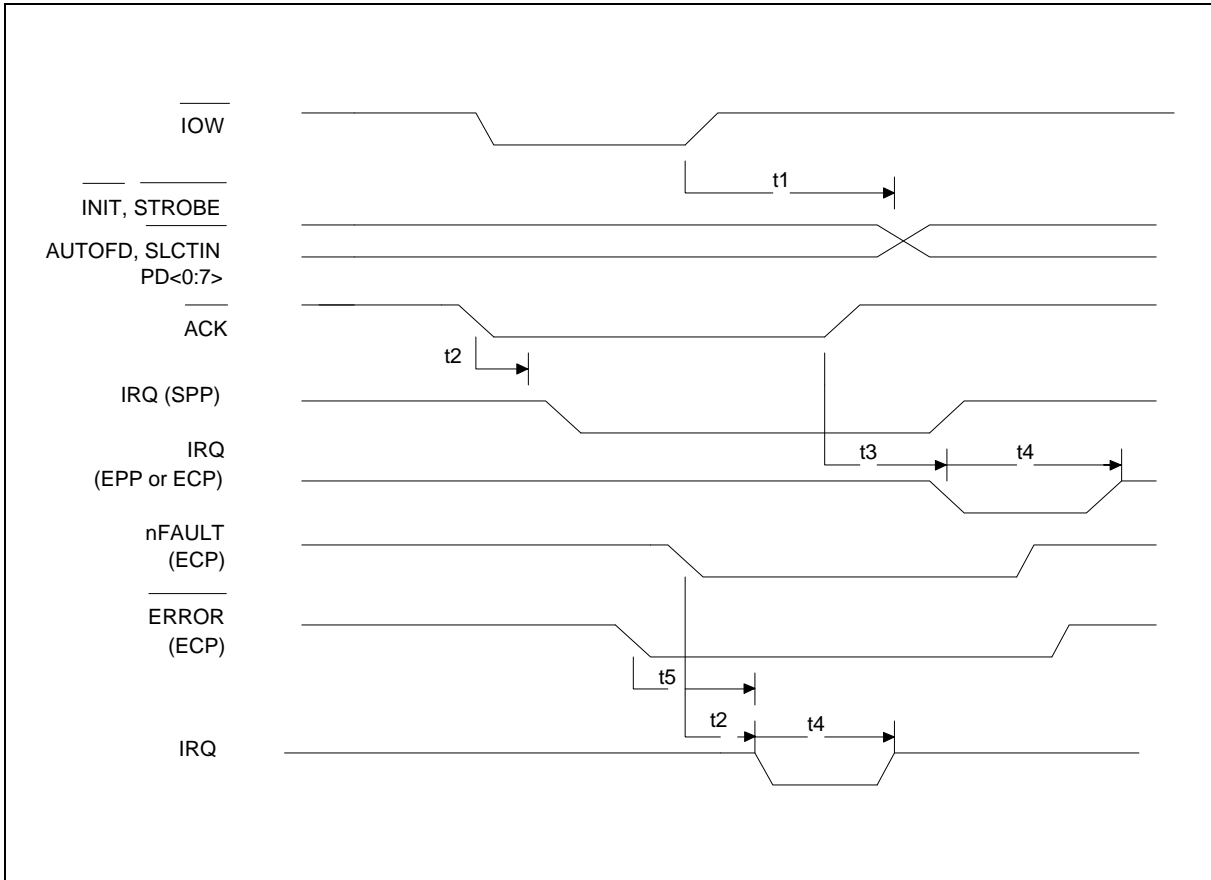 IOW
t1
INIT, STROBE
AUTOFD, SLCTIN
PD<0:7>
ACK
t2
IRQ (SPP)
IRQ
(EPP or ECP)
t3
t4
nFAULT
(ECP)
ERROR
(ECP)
t5
t2
t4
IRQ